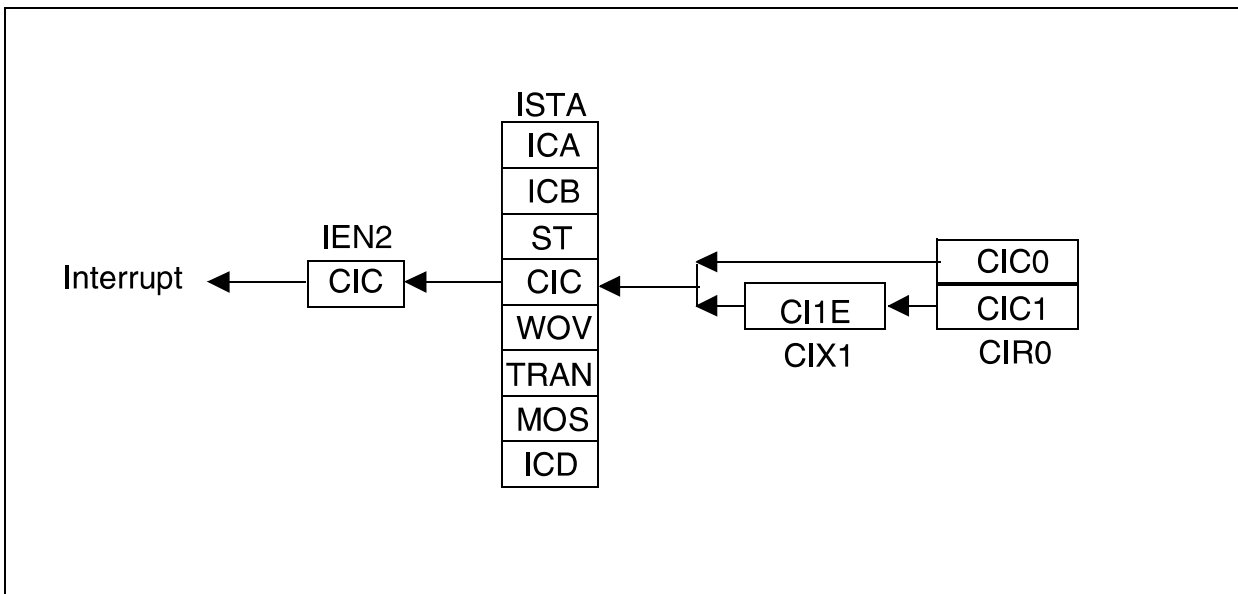 ISTA
ICA
ICB
ST
CIC
WOV
TRAN
MOS
ICD
IEN2
CIC
Interrupt
CIC0
CIC1
CIR0
CI1E
CIX1